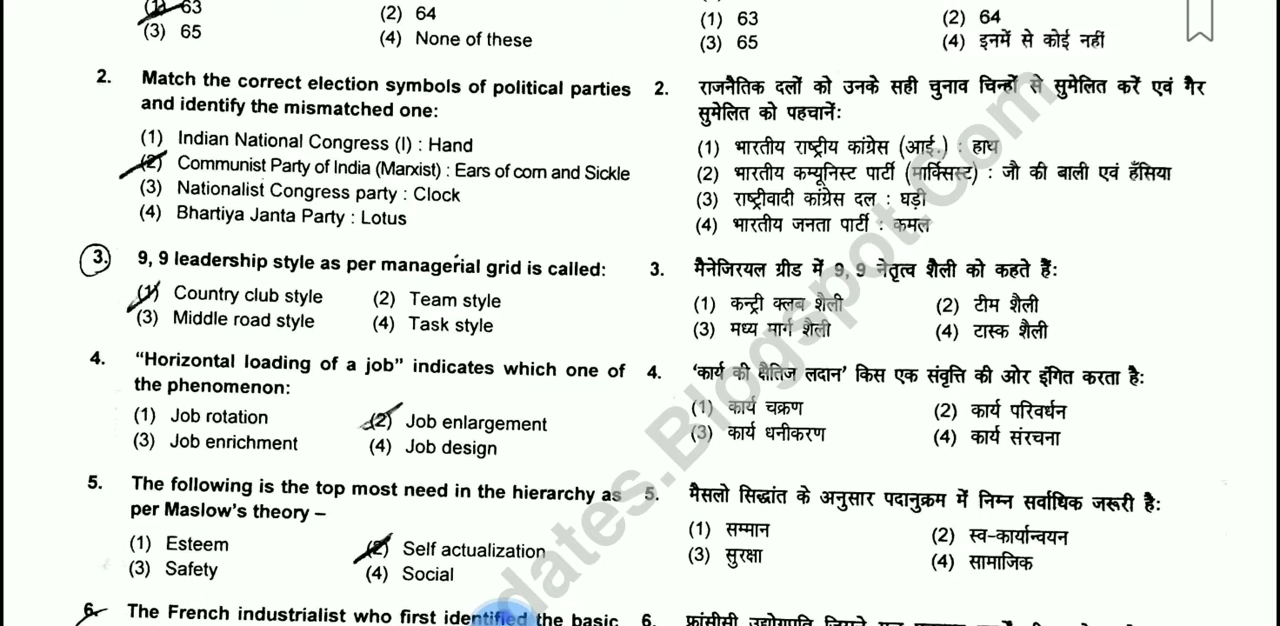 (1) 63
(2) 64
(3) 65
(4) None of these
2. Match the correct election symbols of political parties
and identify the mismatched one:
(1) Indian National Congress (I) : Hand
(2) Communist Party of India (Marxist) : Ears of corn and Sickle
(3) Nationalist Congress party : Clock
(4) Bhartiya Janta Party : Lotus
3. 9, 9 leadership style as per managerial grid is called:
(1) Country club style (2) Team style
(3) Middle road style (4) Task style
4. "Horizontal loading of a job" indicates which one of
the phenomenon:
(1) Job rotation (2) Job enlargement
(3) Job enrichment (4) Job design
5. The following is the top most need in the hierarchy as
per Maslow's theory –
(1) Esteem (2) Self actualization
(3) Safety (4) Social
6. The French industrialist who first identified the basic
(1) 63 (2) 64
(3) 65 (4) इनमें से कोई नहीं
2. राजनैतिक दलों को उनके सही चुनाव चिन्हों से सुमेलित करें एवं गैर
सुमेलित को पहचानें:
(1) भारतीय राष्ट्रीय कांग्रेस (आई.) : हाथ
(2) भारतीय कम्यूनिस्ट पार्टी (मार्क्सिस्ट) : जौ की बाली एवं हँसिया
(3) राष्ट्रीवादी कांग्रेस दल : घड़ी
(4) भारतीय जनता पार्टी : कमल
3. मैनेजिरयल ग्रीड में 9, 9 नेतृत्व शैली को कहते हैं:
(1) कन्ट्री क्लब शैली (2) टीम शैली
(3) मध्य मार्ग शैली (4) टास्क शैली
4. 'कार्य की क्षैतिज लदान' किस एक संवृत्ति की ओर इंगित करता है:
(1) कार्य चक्रण (2) कार्य परिवर्धन
(3) कार्य धनीकरण (4) कार्य संरचना
5. मैसलो सिद्धांत के अनुसार पदानुक्रम में निम्न सर्वाधिक जरूरी है:
(1) सम्मान (2) स्व-कार्यान्वयन
(3) सुरक्षा (4) सामाजिक
6.
dates.Blogspot.Com